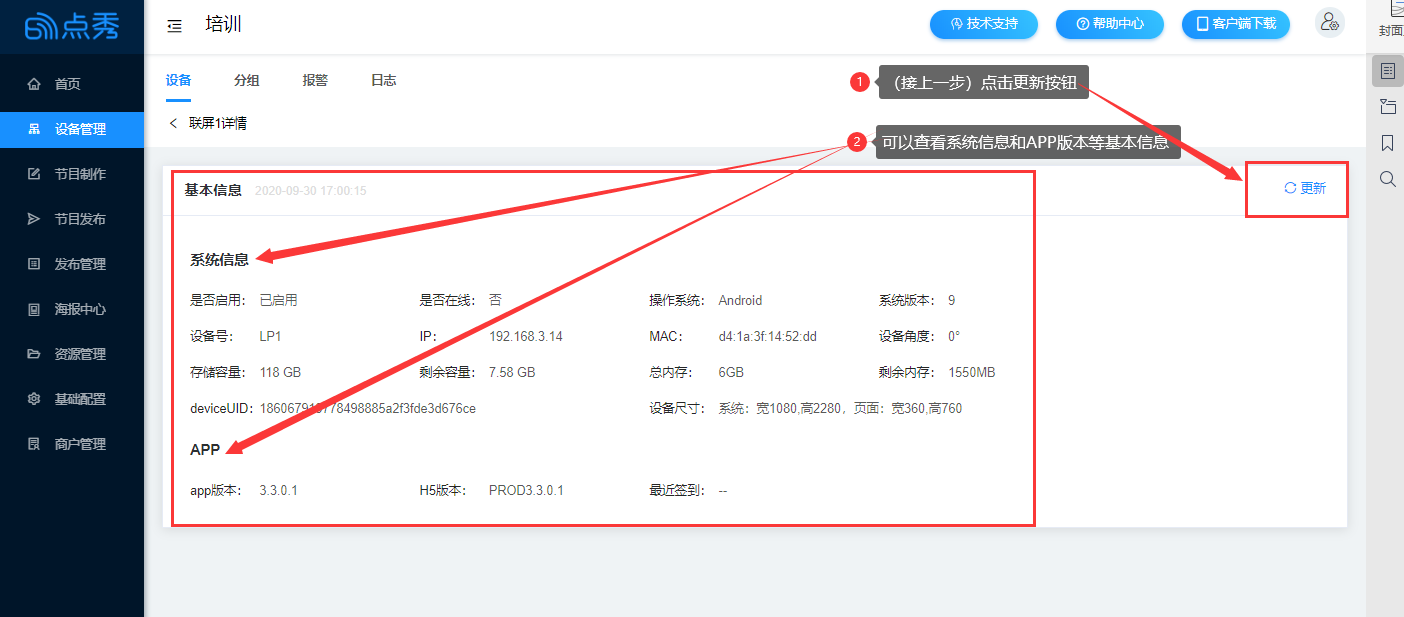 点秀
培训
技术支持
帮助中心
客户端下载
封面
首页
设备管理
节目制作
节目发布
发布管理
海报中心
资源管理
基础配置
商户管理
设备 分组 报警 日志
1 （接上一步）点击更新按钮
联屏1详情
2 可以查看系统信息和APP版本等基本信息
基本信息 2020-09-30 17:00:15
更新
系统信息
是否启用： 已启用 是否在线： 否 操作系统： Android 系统版本： 9
设备号： LP1 IP： 192.168.3.14 MAC： d4:1a:3f:14:52:dd 设备角度： 0°
存储容量： 118 GB 剩余容量： 7.58 GB 总内存： 6GB 剩余内存： 1550MB
deviceUID： 设备尺寸： 系统：宽1080,高2280，页面：宽360,高760
APP
app版本： 3.3.0.1 H5版本： PROD3.3.0.1 最近签到： --